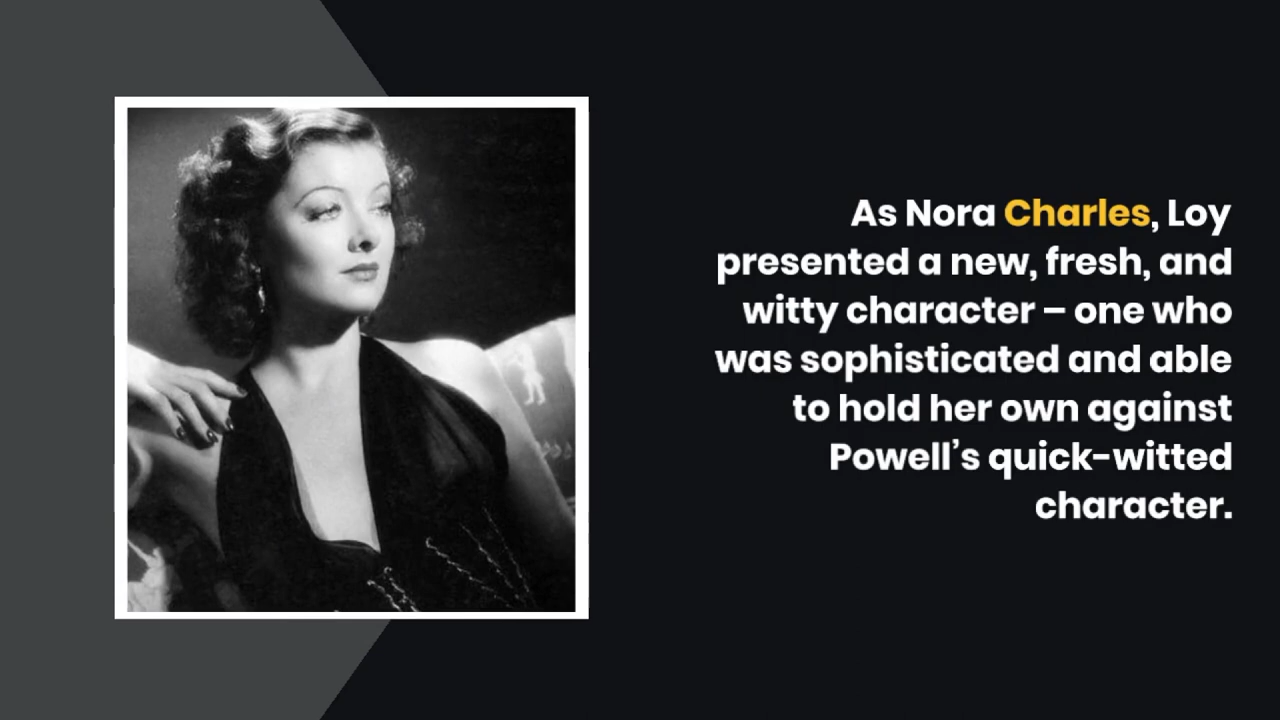 As Nora Charles, Loy
presented a new, fresh, and
witty character – one who
was sophisticated and able
to hold her own against
Powell’s quick-witted
character.